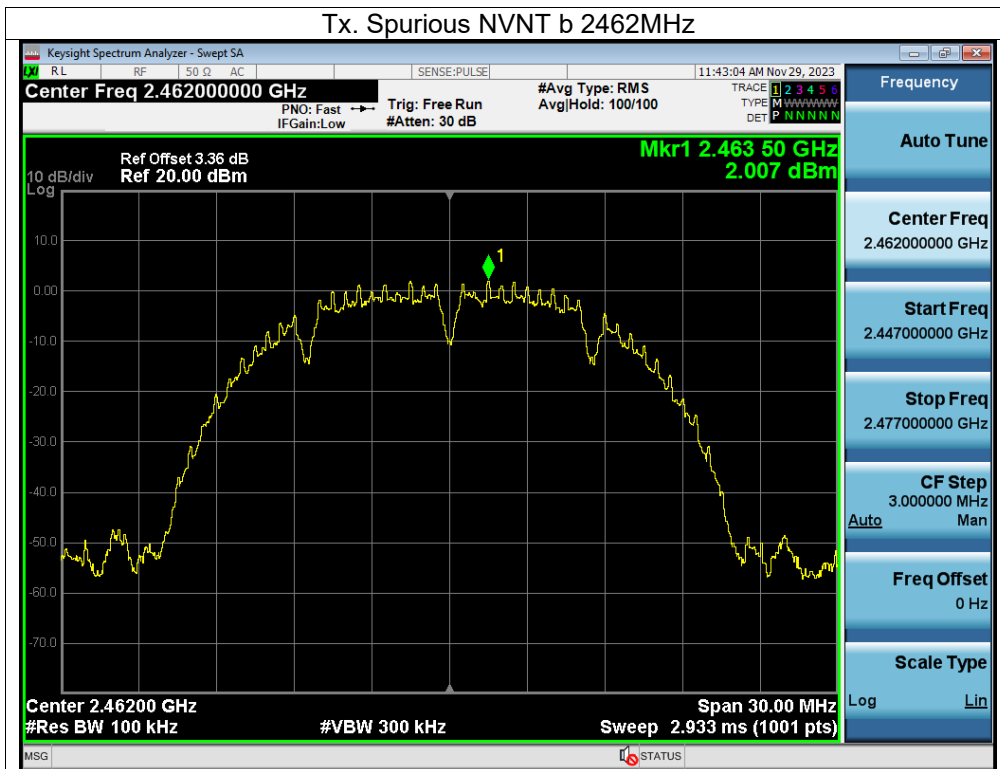 Tx. Spurious NVNT b 2462MHz
Keysight Spectrum Analyzer - Swept SA
LXI RL RF 50 Ω AC SENSE:PULSE 11:43:04 AM Nov 29, 2023
Center Freq 2.462000000 GHz
PNO: Fast
IFGain:Low
Trig: Free Run
#Atten: 30 dB
#Avg Type: RMS
Avg|Hold: 100/100
TRACE 1 2 3 4 5 6
TYPE M WWWWW
DET P N N N N N
Mkr1 2.463 50 GHz
2.007 dBm
Ref Offset 3.36 dB
10 dB/div Ref 20.00 dBm
Log
10.0
0.00
-10.0
-20.0
-30.0
-40.0
-50.0
-60.0
-70.0
1
Center 2.46200 GHz Span 30.00 MHz
#Res BW 100 kHz #VBW 300 kHz Sweep 2.933 ms (1001 pts)
MSG STATUS
Frequency
Auto Tune
Center Freq
2.462000000 GHz
Start Freq
2.447000000 GHz
Stop Freq
2.477000000 GHz
CF Step
3.000000 MHz
Auto Man
Freq Offset
0 Hz
Scale Type
Log Lin